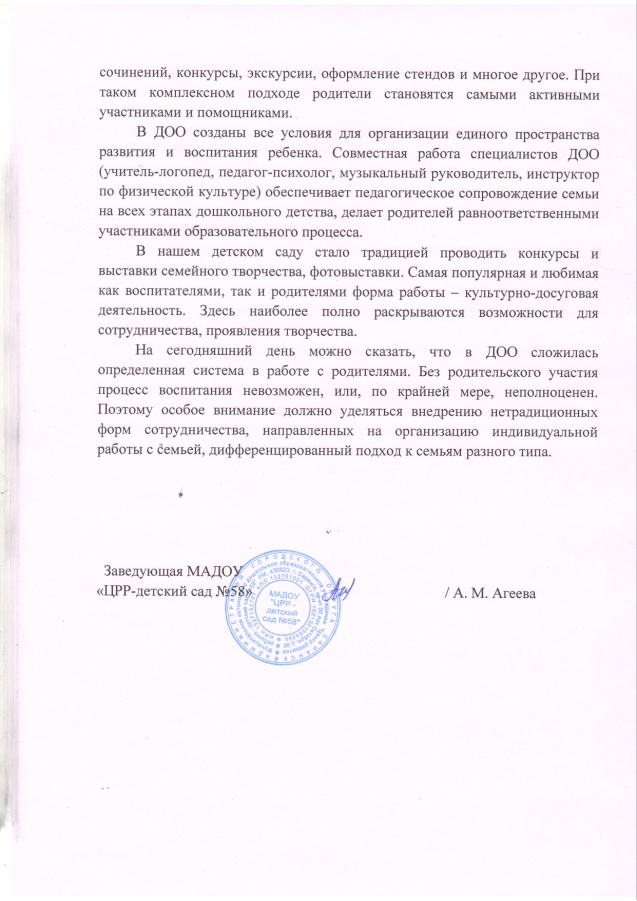 сочинений, конкурсы, экскурсии, оформление стендов и многое другое. При
таком комплексном подходе родители становятся самыми активными
участниками и помощниками.
В ДОО созданы все условия для организации единого пространства
развития и воспитания ребенка. Совместная работа специалистов ДОО
(учитель-логопед, педагог-психолог, музыкальный руководитель, инструктор
по физической культуре) обеспечивает педагогическое сопровождение семьи
на всех этапах дошкольного детства, делает родителей равноответственными
участниками образовательного процесса.
В нашем детском саду стало традицией проводить конкурсы и
выставки семейного творчества, фотовыставки. Самая популярная и любимая
как воспитателями, так и родителями форма работы – культурно-досуговая
деятельность. Здесь наиболее полно раскрываются возможности для
сотрудничества, проявления творчества.
На сегодняшний день можно сказать, что в ДОО сложилась
определенная система в работе с родителями. Без родительского участия
процесс воспитания невозможен, или, по крайней мере, неполноценен.
Поэтому особое внимание должно уделяться внедрению нетрадиционных
форм сотрудничества, направленных на организацию индивидуальной
работы с семьей, дифференцированный подход к семьям разного типа.
Заведующая МАДОУ
«ЦРР-детский сад №58» / А. М. Агеева
МАДОУ
"ЦРР -
детский
сад №58"